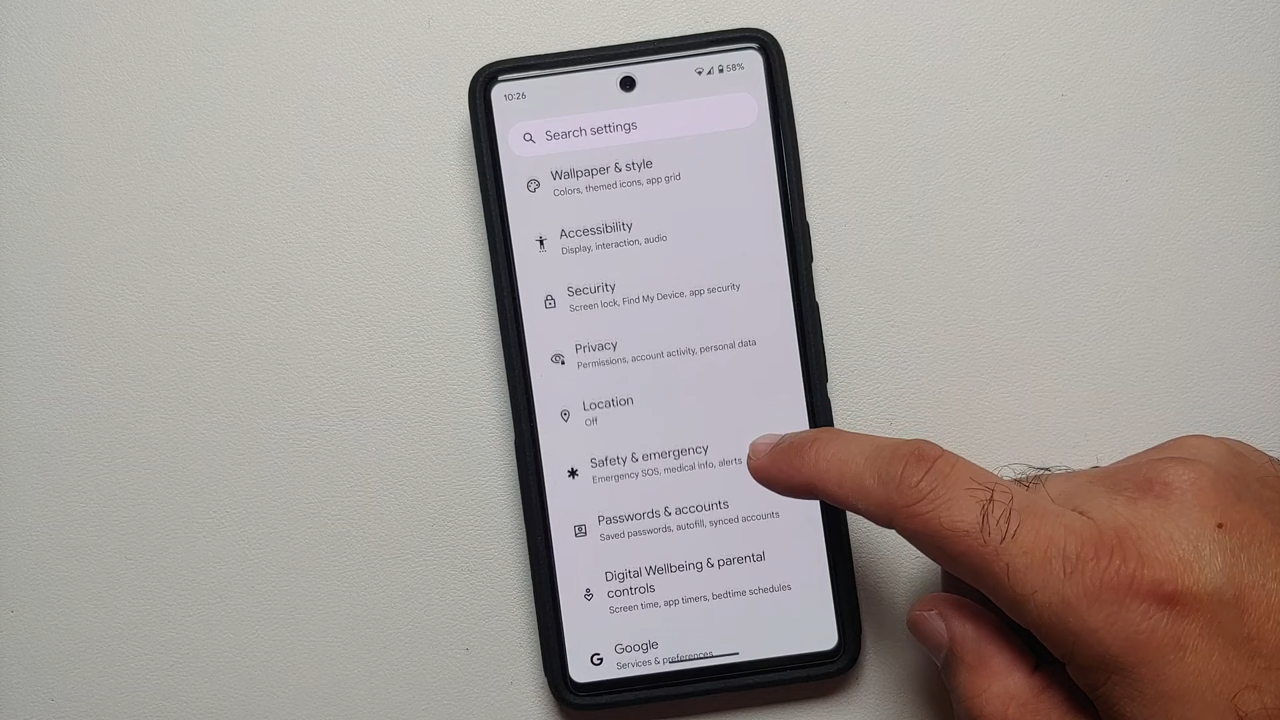 10:26
58%
Search settings
Wallpaper & style
Colors, themed icons, app grid
Accessibility
Display, interaction, audio
Security
Screen lock, Find My Device, app security
Privacy
Permissions, account activity, personal data
Location
Off
Safety & emergency
Emergency SOS, medical info, alerts
Passwords & accounts
Saved passwords, autofill, synced accounts
Digital Wellbeing & parental
controls
Screen time, app timers, bedtime schedules
Google
Services & preferences